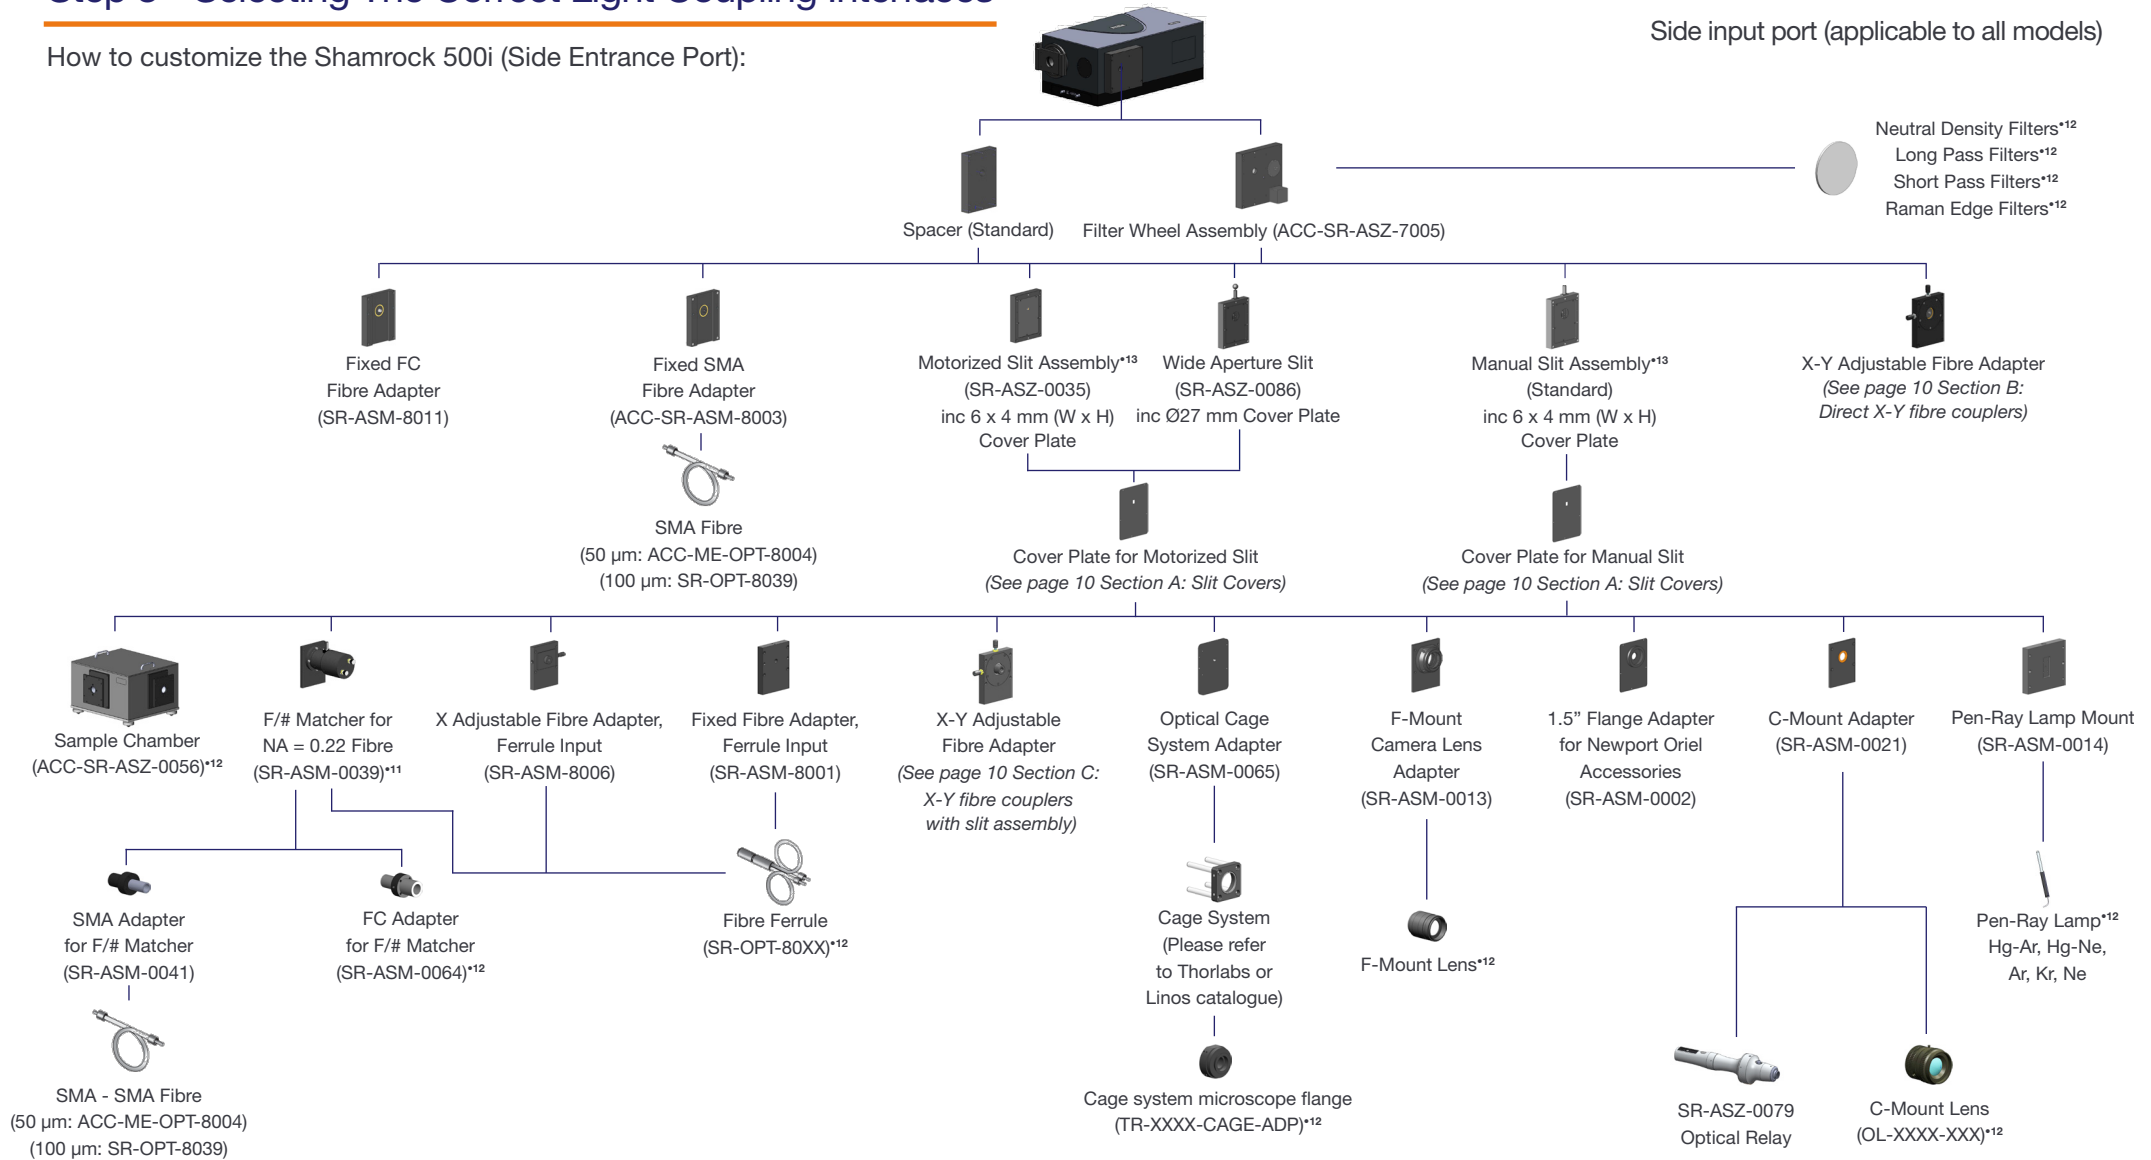 Step 5 - Selecting The Correct Light Coupling Interfaces
How to customize the Shamrock 500i (Side Entrance Port):
Side input port (applicable to all models)
Neutral Density Filters•12
Long Pass Filters•12
Short Pass Filters•12
Raman Edge Filters•12
Spacer (Standard)
Filter Wheel Assembly (ACC-SR-ASZ-7005)
Fixed FC
Fibre Adapter
(SR-ASM-8011)
Fixed SMA
Fibre Adapter
(ACC-SR-ASM-8003)
Motorized Slit Assembly•13
(SR-ASZ-0035)
inc 6 x 4 mm (W x H)
Cover Plate
Wide Aperture Slit
(SR-ASZ-0086)
inc Ø27 mm Cover Plate
Manual Slit Assembly•13
(Standard)
inc 6 x 4 mm (W x H)
Cover Plate
X-Y Adjustable Fibre Adapter
(See page 10 Section B:
Direct X-Y fibre couplers)
SMA Fibre
(50 µm: ACC-ME-OPT-8004)
(100 µm: SR-OPT-8039)
Cover Plate for Motorized Slit
(See page 10 Section A: Slit Covers)
Cover Plate for Manual Slit
(See page 10 Section A: Slit Covers)
Sample Chamber
(ACC-SR-ASZ-0056)•12
F/# Matcher for
NA = 0.22 Fibre
(SR-ASM-0039)•11
X Adjustable Fibre Adapter,
Ferrule Input
(SR-ASM-8006)
Fixed Fibre Adapter,
Ferrule Input
(SR-ASM-8001)
X-Y Adjustable
Fibre Adapter
(See page 10 Section C:
X-Y fibre couplers
with slit assembly)
Optical Cage
System Adapter
(SR-ASM-0065)
F-Mount
Camera Lens
Adapter
(SR-ASM-0013)
1.5” Flange Adapter
for Newport Oriel
Accessories
(SR-ASM-0002)
C-Mount Adapter
(SR-ASM-0021)
Pen-Ray Lamp Mount
(SR-ASM-0014)
SMA Adapter
for F/# Matcher
(SR-ASM-0041)
FC Adapter
for F/# Matcher
(SR-ASM-0064)•12
Fibre Ferrule
(SR-OPT-80XX)•12
Cage System
(Please refer
to Thorlabs or
Linos catalogue)
F-Mount Lens•12
Pen-Ray Lamp•12
Hg-Ar, Hg-Ne,
Ar, Kr, Ne
SMA - SMA Fibre
(50 µm: ACC-ME-OPT-8004)
(100 µm: SR-OPT-8039)
Cage system microscope flange
(TR-XXXX-CAGE-ADP)•12
SR-ASZ-0079
Optical Relay
C-Mount Lens
(OL-XXXX-XXX)•12